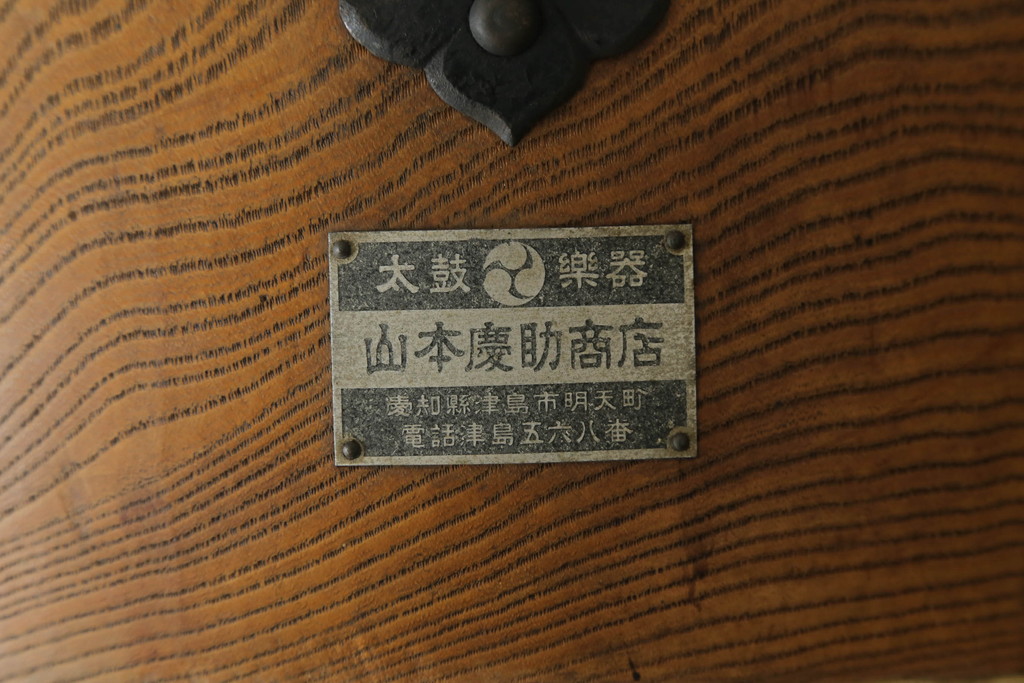 太鼓 樂器
山本慶助商店
愛知縣津島市明天町
電話津島五六八番